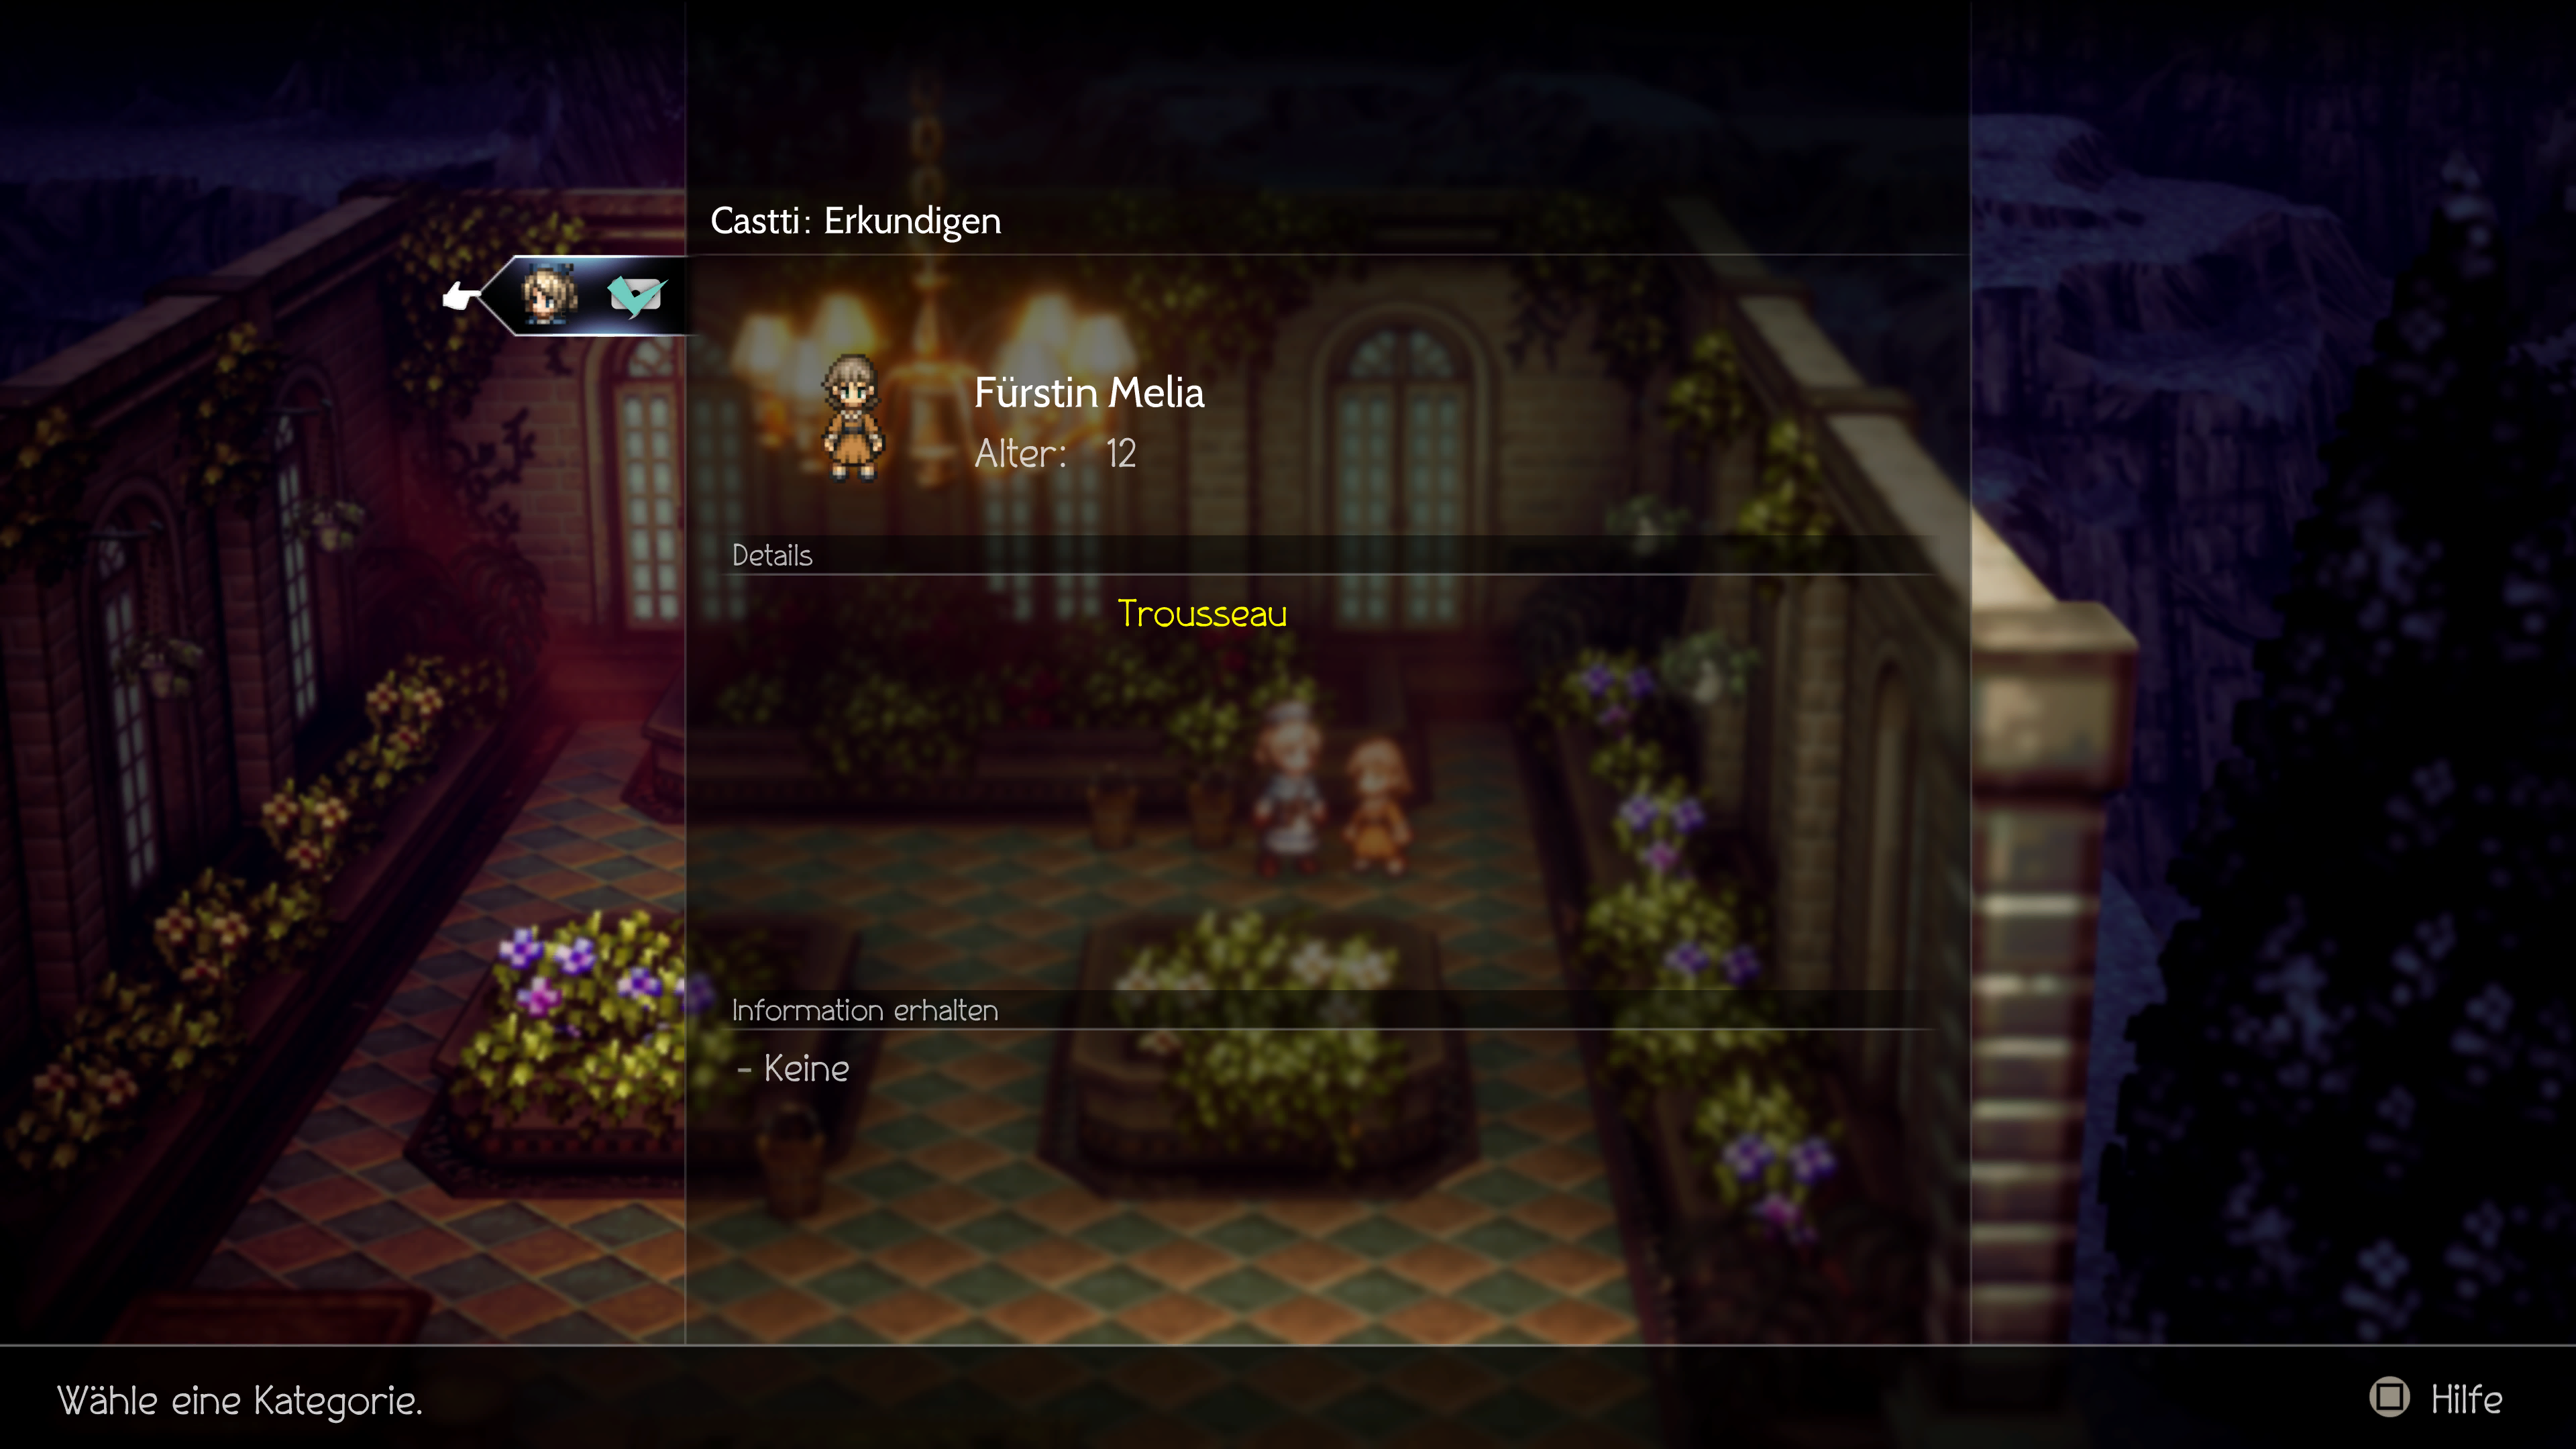 Castti: Erkundigen
Fürstin Melia
Alter: 12
Details
Trousseau
Information erhalten
- Keine
Wähle eine Kategorie.
Hilfe